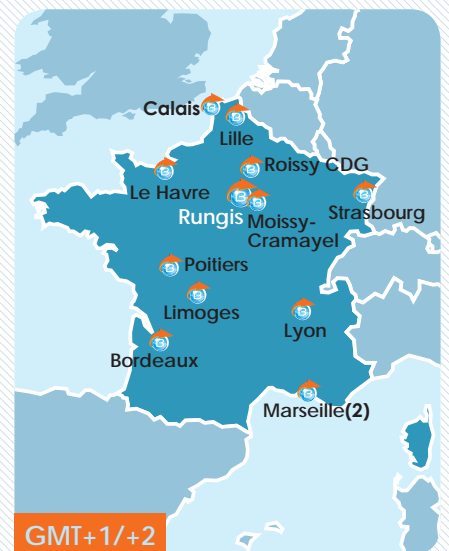 Calais
Lille
Roissy CDG
Le Havre
Rungis
Moissy-
Cramayel
Strasbourg
Poitiers
Limoges
Lyon
Bordeaux
Marseille(2)
GMT+1/+2